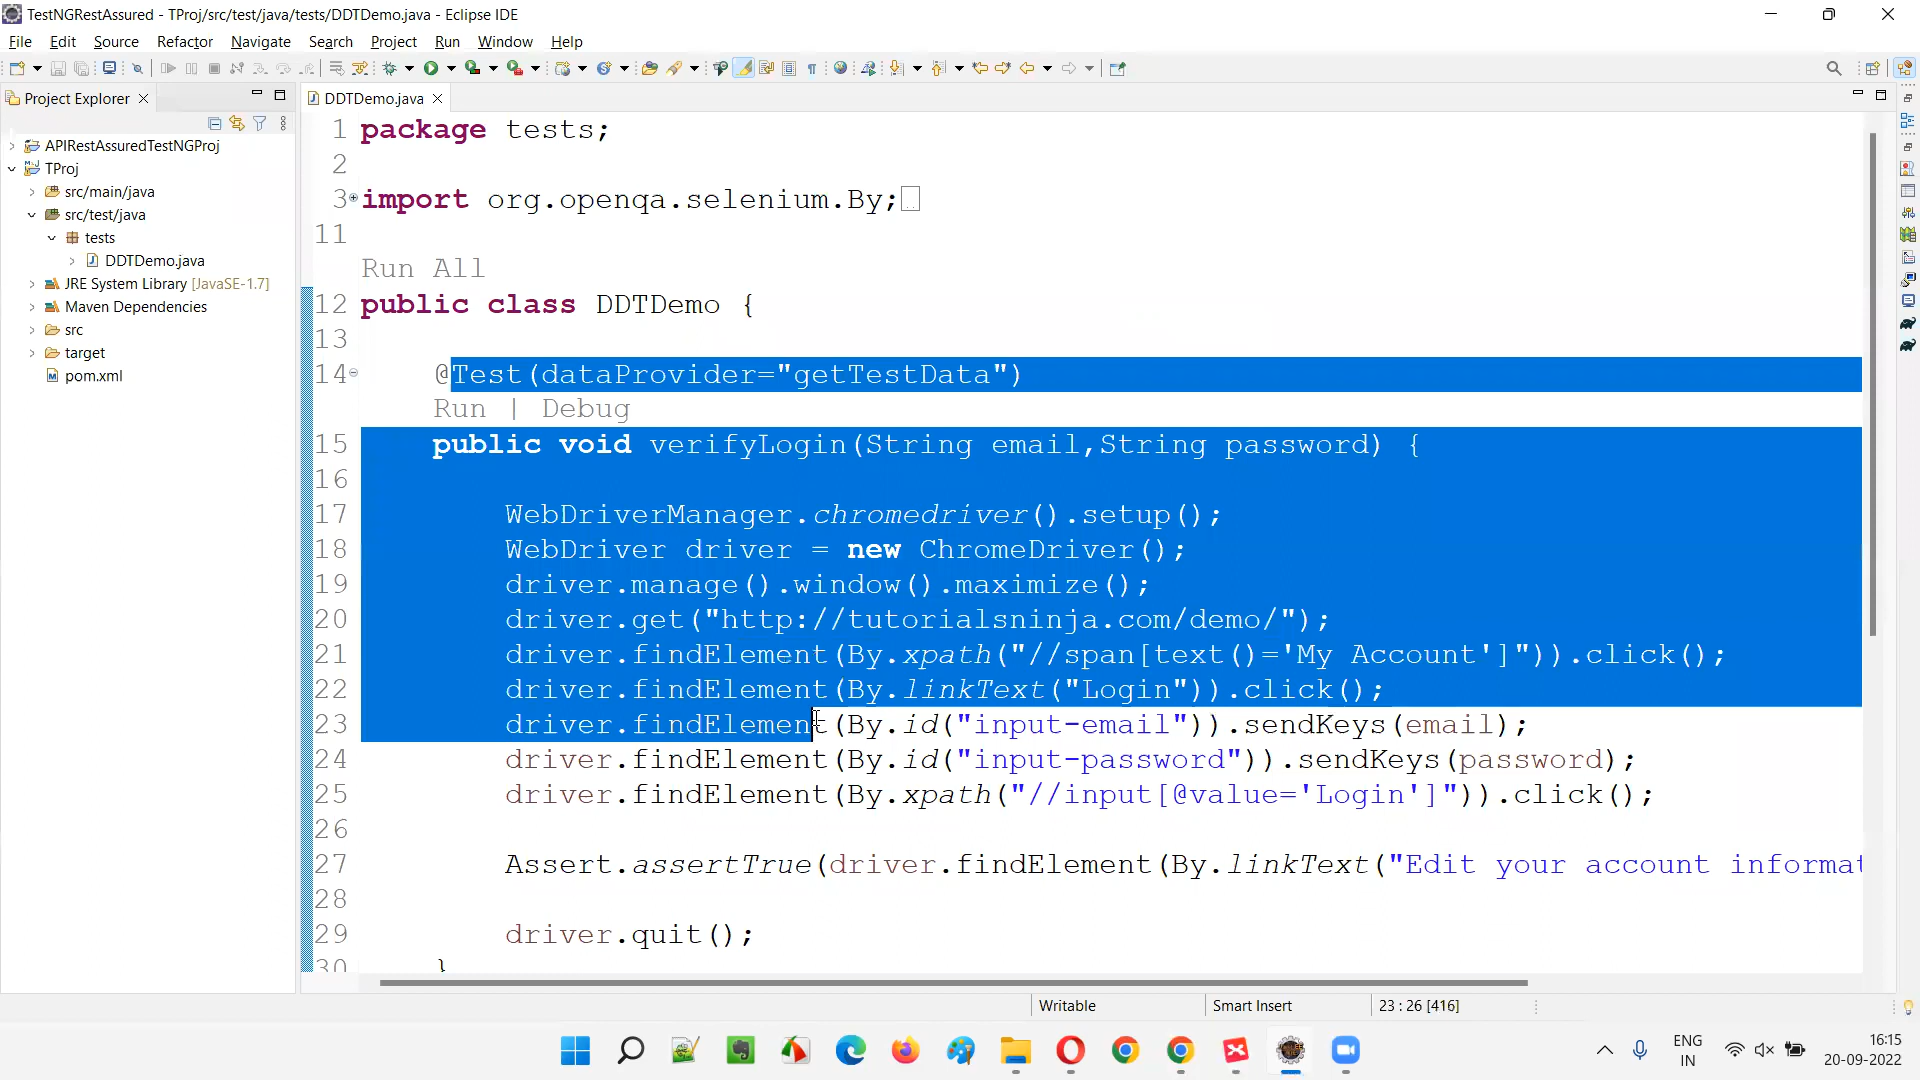 TestNGRestAssured - TProj/src/test/java/tests/DDTDemo.java - Eclipse IDE
File Edit Source Refactor Navigate Search Project Run Window Help
Project Explorer
DDTDemo.java
APIRestAssuredTestNGProj
TProj
src/main/java
src/test/java
tests
DDTDemo.java
JRE System Library [JavaSE-1.7]
Maven Dependencies
src
target
pom.xml
1 package tests;
2
3 import org.openqa.selenium.By;
11
Run All
12 public class DDTDemo {
13
14 @Test(dataProvider="getTestData")
Run | Debug
15 public void verifyLogin(String email,String password) {
16
17 WebDriverManager.chromedriver().setup();
18 WebDriver driver = new ChromeDriver();
19 driver.manage().window().maximize();
20 driver.get("http://tutorialsninja.com/demo/");
21 driver.findElement(By.xpath("//span[text()='My Account']")).click();
22 driver.findElement(By.linkText("Login")).click();
23 driver.findElement(By.id("input-email")).sendKeys(email);
24 driver.findElement(By.id("input-password")).sendKeys(password);
25 driver.findElement(By.xpath("//input[@value='Login']")).click();
26
27 Assert.assertTrue(driver.findElement(By.linkText("Edit your account informat
28
29 driver.quit();
30 }
Writable Smart Insert 23 : 26 [416]
ENG
IN
16:15
20-09-2022